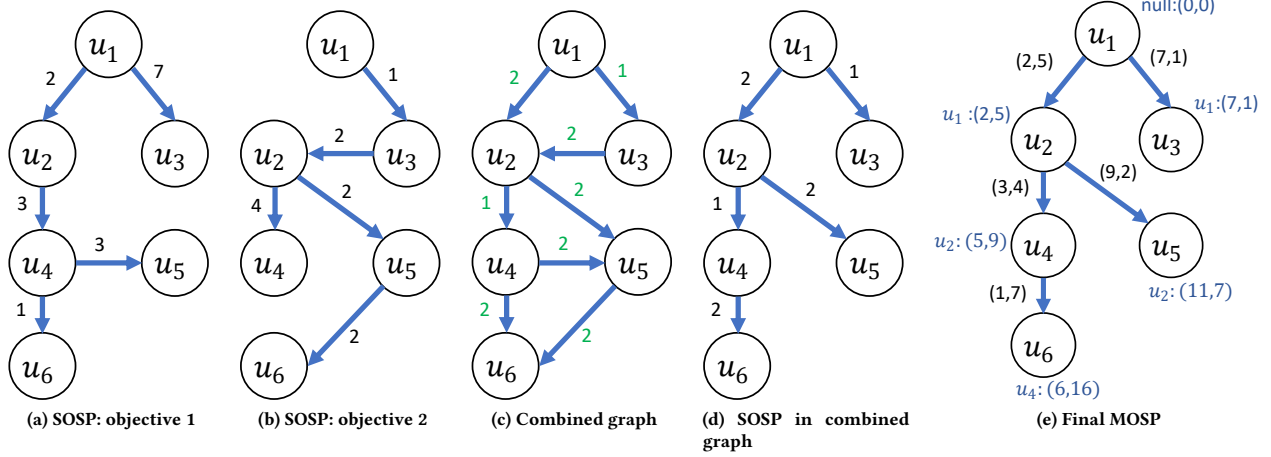 u₁
2
7
u₂
u₃
3
u₄
3
u₅
1
u₆
(a) SOSP: objective 1
u₁
1
u₂
2
u₃
4
2
u₄
u₅
2
u₆
(b) SOSP: objective 2
u₁
2
1
u₂
2
u₃
1
2
u₄
2
u₅
2
2
u₆
(c) Combined graph
u₁
2
1
u₂
u₃
1
2
u₄
u₅
2
u₆
(d) SOSP in combined
graph
null:(0,0)
u₁
(2,5)
(7,1)
u₁:(2,5)
u₂
u₁:(7,1)
u₃
(3,4)
(9,2)
u₂: (5,9)
u₄
u₅
u₂: (11,7)
(1,7)
u₆
u₄: (6,16)
(e) Final MOSP